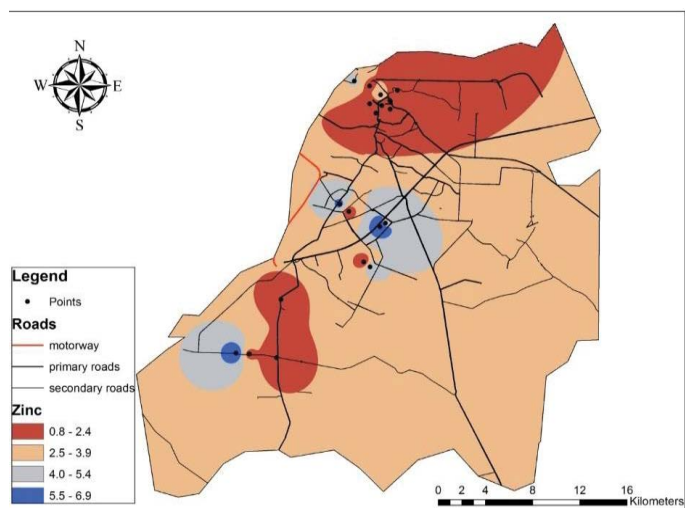 N
W E
S
Legend
Points
Roads
motorway
primary roads
secondary roads
Zinc
0.8 - 2.4
2.5 - 3.9
4.0 - 5.4
5.5 - 6.9
0 2 4 8 12 16
Kilometers